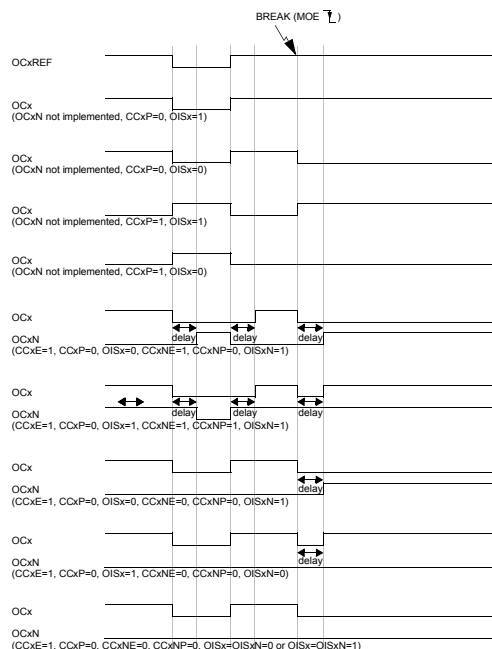 BREAK (MOE )
OCxREF
OCx
(OCxN not implemented, CCxP=0, OISx=1)
OCx
(OCxN not implemented, CCxP=0, OISx=0)
OCx
(OCxN not implemented, CCxP=1, OISx=1)
OCx
(OCxN not implemented, CCxP=1, OISx=0)
OCx
delay delay delay
OCxN
(CCxE=1, CCxP=0, OISx=0, CCxNE=1, CCxNP=0, OISxN=1)
OCx
delay delay delay
OCxN
(CCxE=1, CCxP=0, OISx=1, CCxNE=1, CCxNP=1, OISxN=1)
OCx
delay
OCxN
(CCxE=1, CCxP=0, OISx=0, CCxNE=0, CCxNP=0, OISxN=1)
OCx
delay
OCxN
(CCxE=1, CCxP=0, OISx=1, CCxNE=0, CCxNP=0, OISxN=0)
OCx
OCxN
(CCxE=1, CCxP=0, CCxNE=0, CCxNP=0, OISx=OISxN=0 or OISx=OISxN=1)